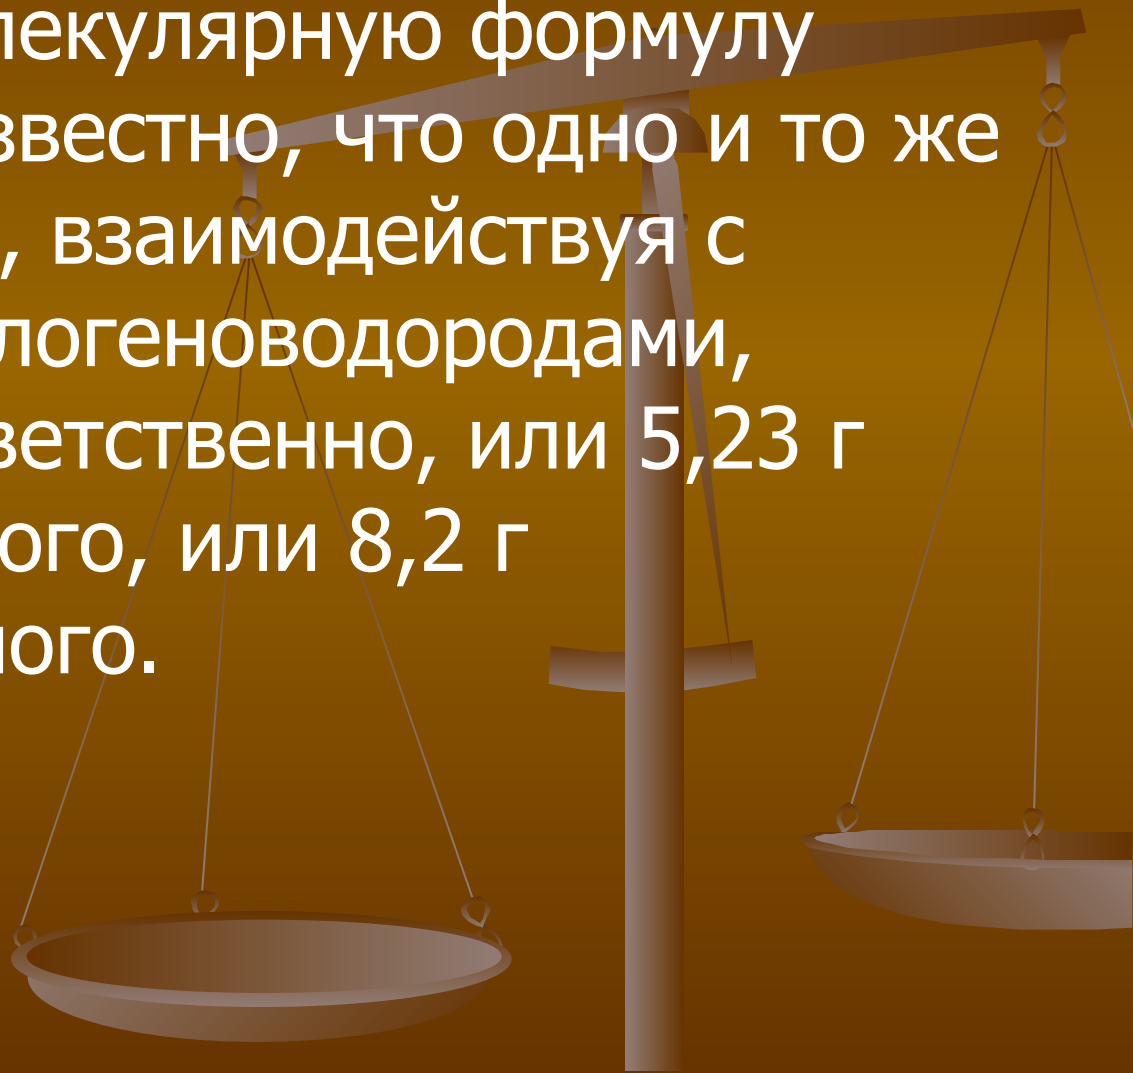 лекулярную формулу
звестно, что одно и то же
, взаимодействуя с
логеноводородами,
ветственно, или 5,23 г
ого, или 8,2 г
ного.